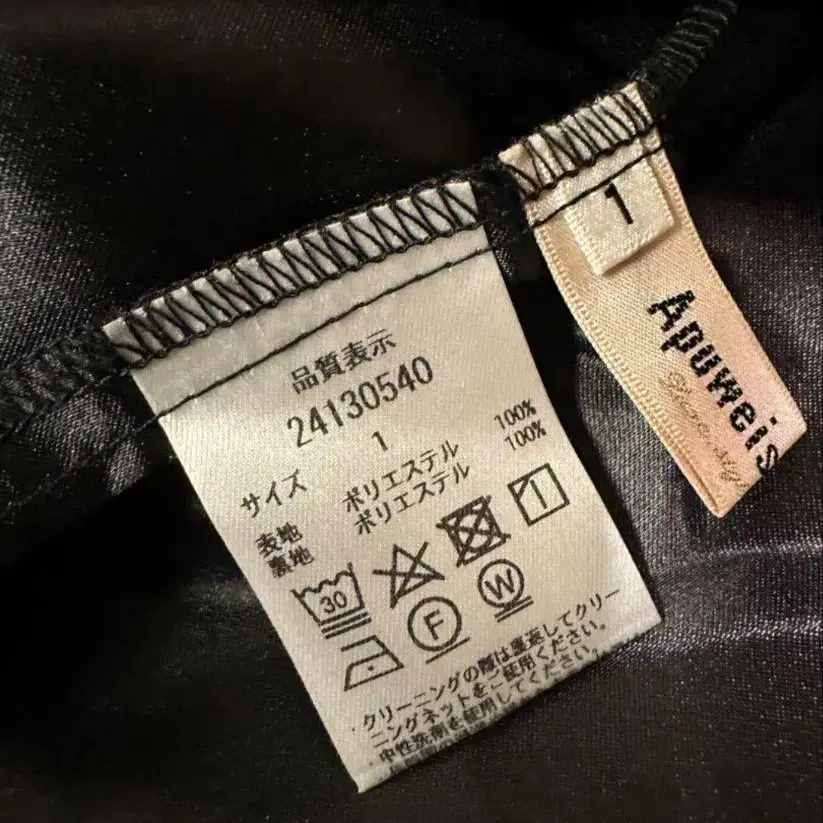 品質表示
24130540
サイズ 1
表地 ポリエステル 100%
裏地 ポリエステル 100%
30
F
W
・クリーニングの際は裏返してクリー
ニングネットをご使用ください。
・中性洗剤を使用してください。
1
Apuweis